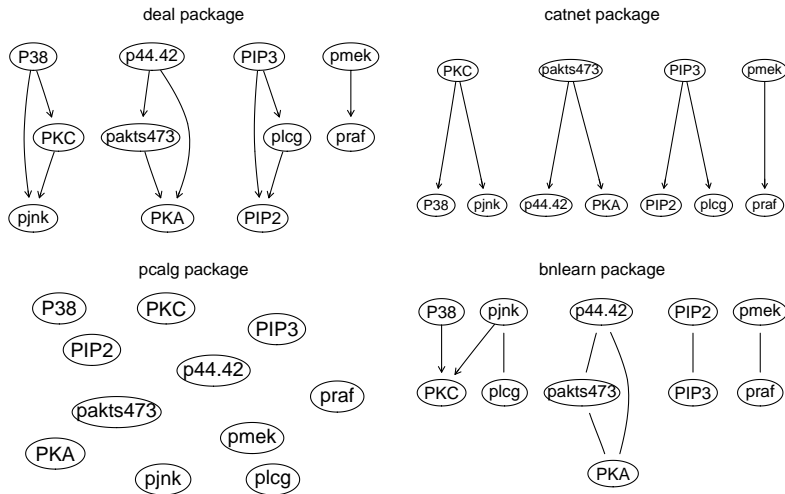 deal package
P38
p44.42
PIP3
pmek
PKC
pakts473
plcg
praf
pjnk
PKA
PIP2
catnet package
PKC
pakts473
PIP3
pmek
P38
pjnk
p44.42
PKA
PIP2
plcg
praf
pcalg package
P38
PKC
PIP3
PIP2
p44.42
praf
pakts473
pmek
PKA
pjnk
plcg
bnlearn package
P38
pjnk
p44.42
PIP2
pmek
PKC
plcg
pakts473
PIP3
praf
PKA